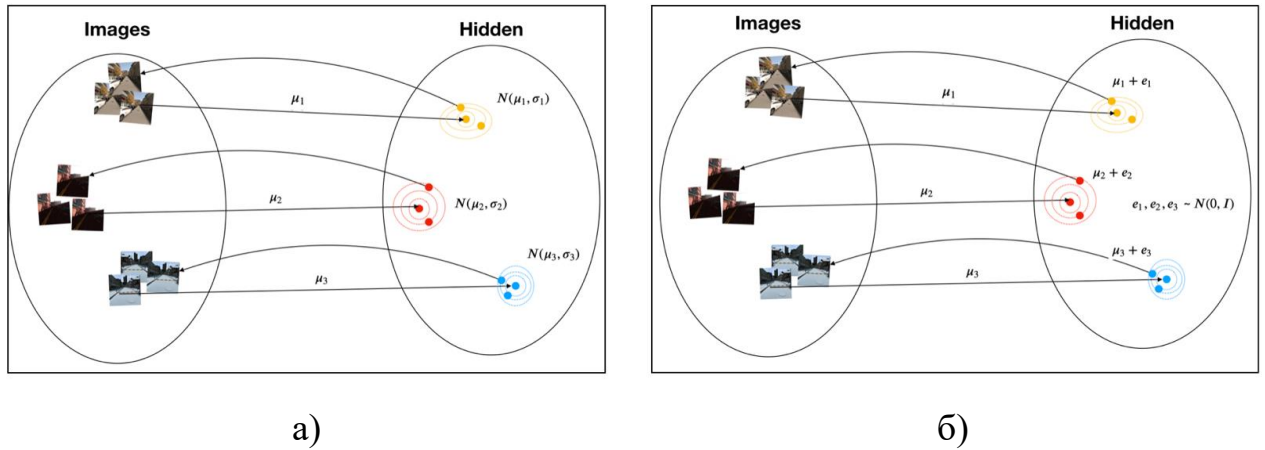 Images
Hidden
μ₁
N(μ₁, σ₁)
μ₂
N(μ₂, σ₂)
N(μ₃, σ₃)
μ₃
а)
Images
Hidden
μ₁ + e₁
μ₁
μ₂ + e₂
μ₂
e₁, e₂, e₃ ~ N(0, I)
μ₃ + e₃
μ₃
б)